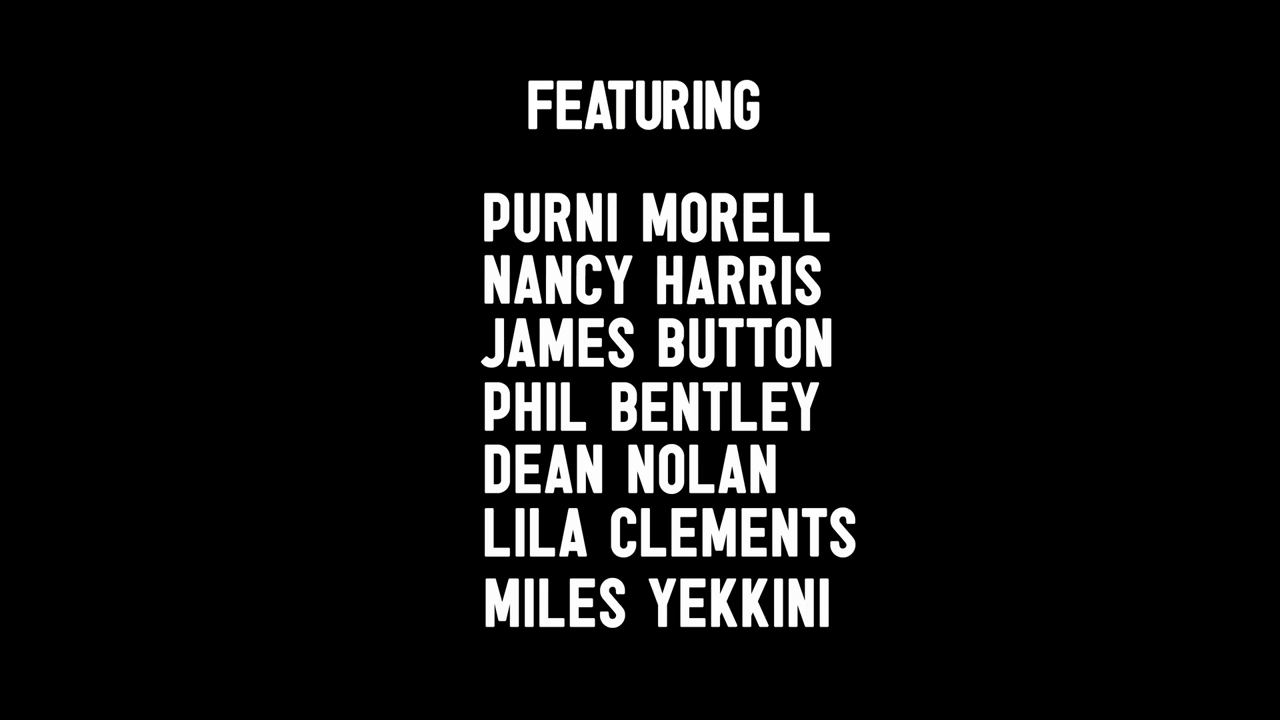 FEATURING
PURNI MORELL
NANCY HARRIS
JAMES BUTTON
PHIL BENTLEY
DEAN NOLAN
LILA CLEMENTS
MILES YEKKINI